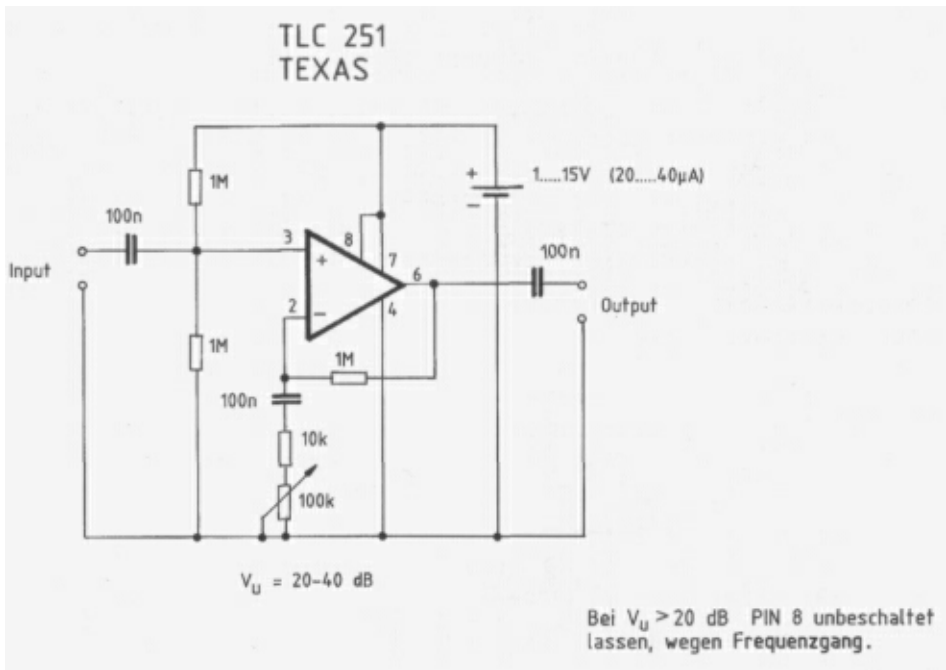 TLC 251
TEXAS
1M
1.....15V (20.....40µA)
+
−
100n
3
8
7
6
100n
Input
+
2
−
4
Output
1M
1M
100n
10k
100k
V_u = 20-40 dB
Bei V_u > 20 dB PIN 8 unbeschaltet
lassen, wegen Frequenzgang.